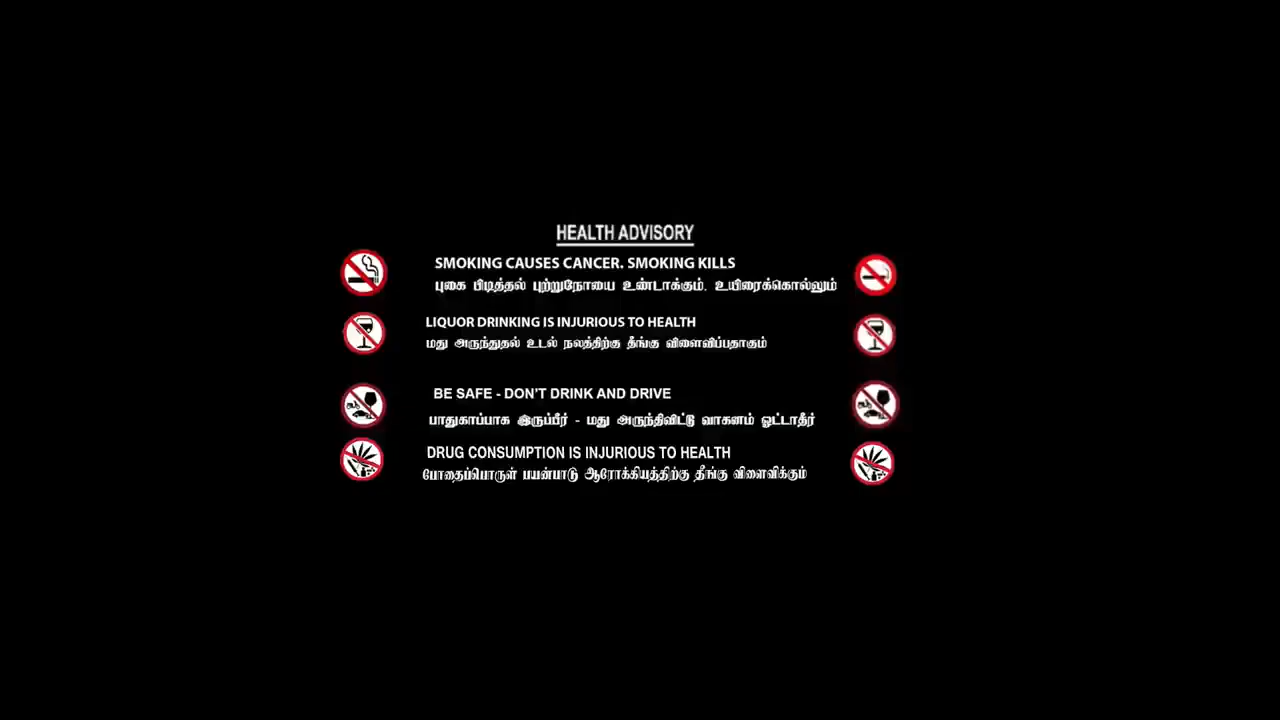 HEALTH ADVISORY
SMOKING CAUSES CANCER. SMOKING KILLS
புகை பிடித்தல் புற்றுநோயை உண்டாக்கும். உயிரைக்கொல்லும்
LIQUOR DRINKING IS INJURIOUS TO HEALTH
மது அருந்துதல் உடல் நலத்திற்கு தீங்கு விளைவிப்பதாகும்
BE SAFE - DON'T DRINK AND DRIVE
பாதுகாப்பாக இருப்பீர் - மது அருந்திவிட்டு வாகனம் ஓட்டாதீர்
DRUG CONSUMPTION IS INJURIOUS TO HEALTH
போதைப்பொருள் பயன்பாடு ஆரோக்கியத்திற்கு தீங்கு விளைவிக்கும்